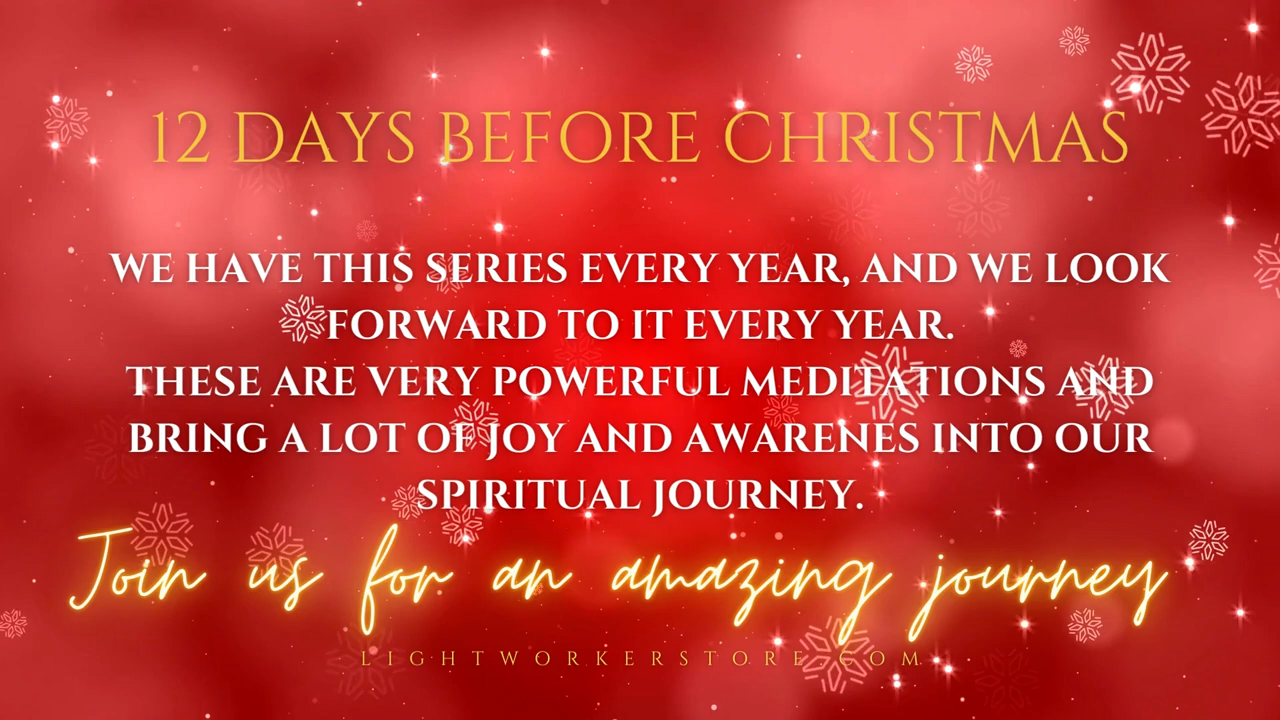 12 DAYS BEFORE CHRISTMAS
WE HAVE THIS SERIES EVERY YEAR, AND WE LOOK
FORWARD TO IT EVERY YEAR.
THESE ARE VERY POWERFUL MEDITATIONS AND
BRING A LOT OF JOY AND AWARENES INTO OUR
SPIRITUAL JOURNEY.
Join us for an amazing journey
LIGHTWORKERSTORE.COM